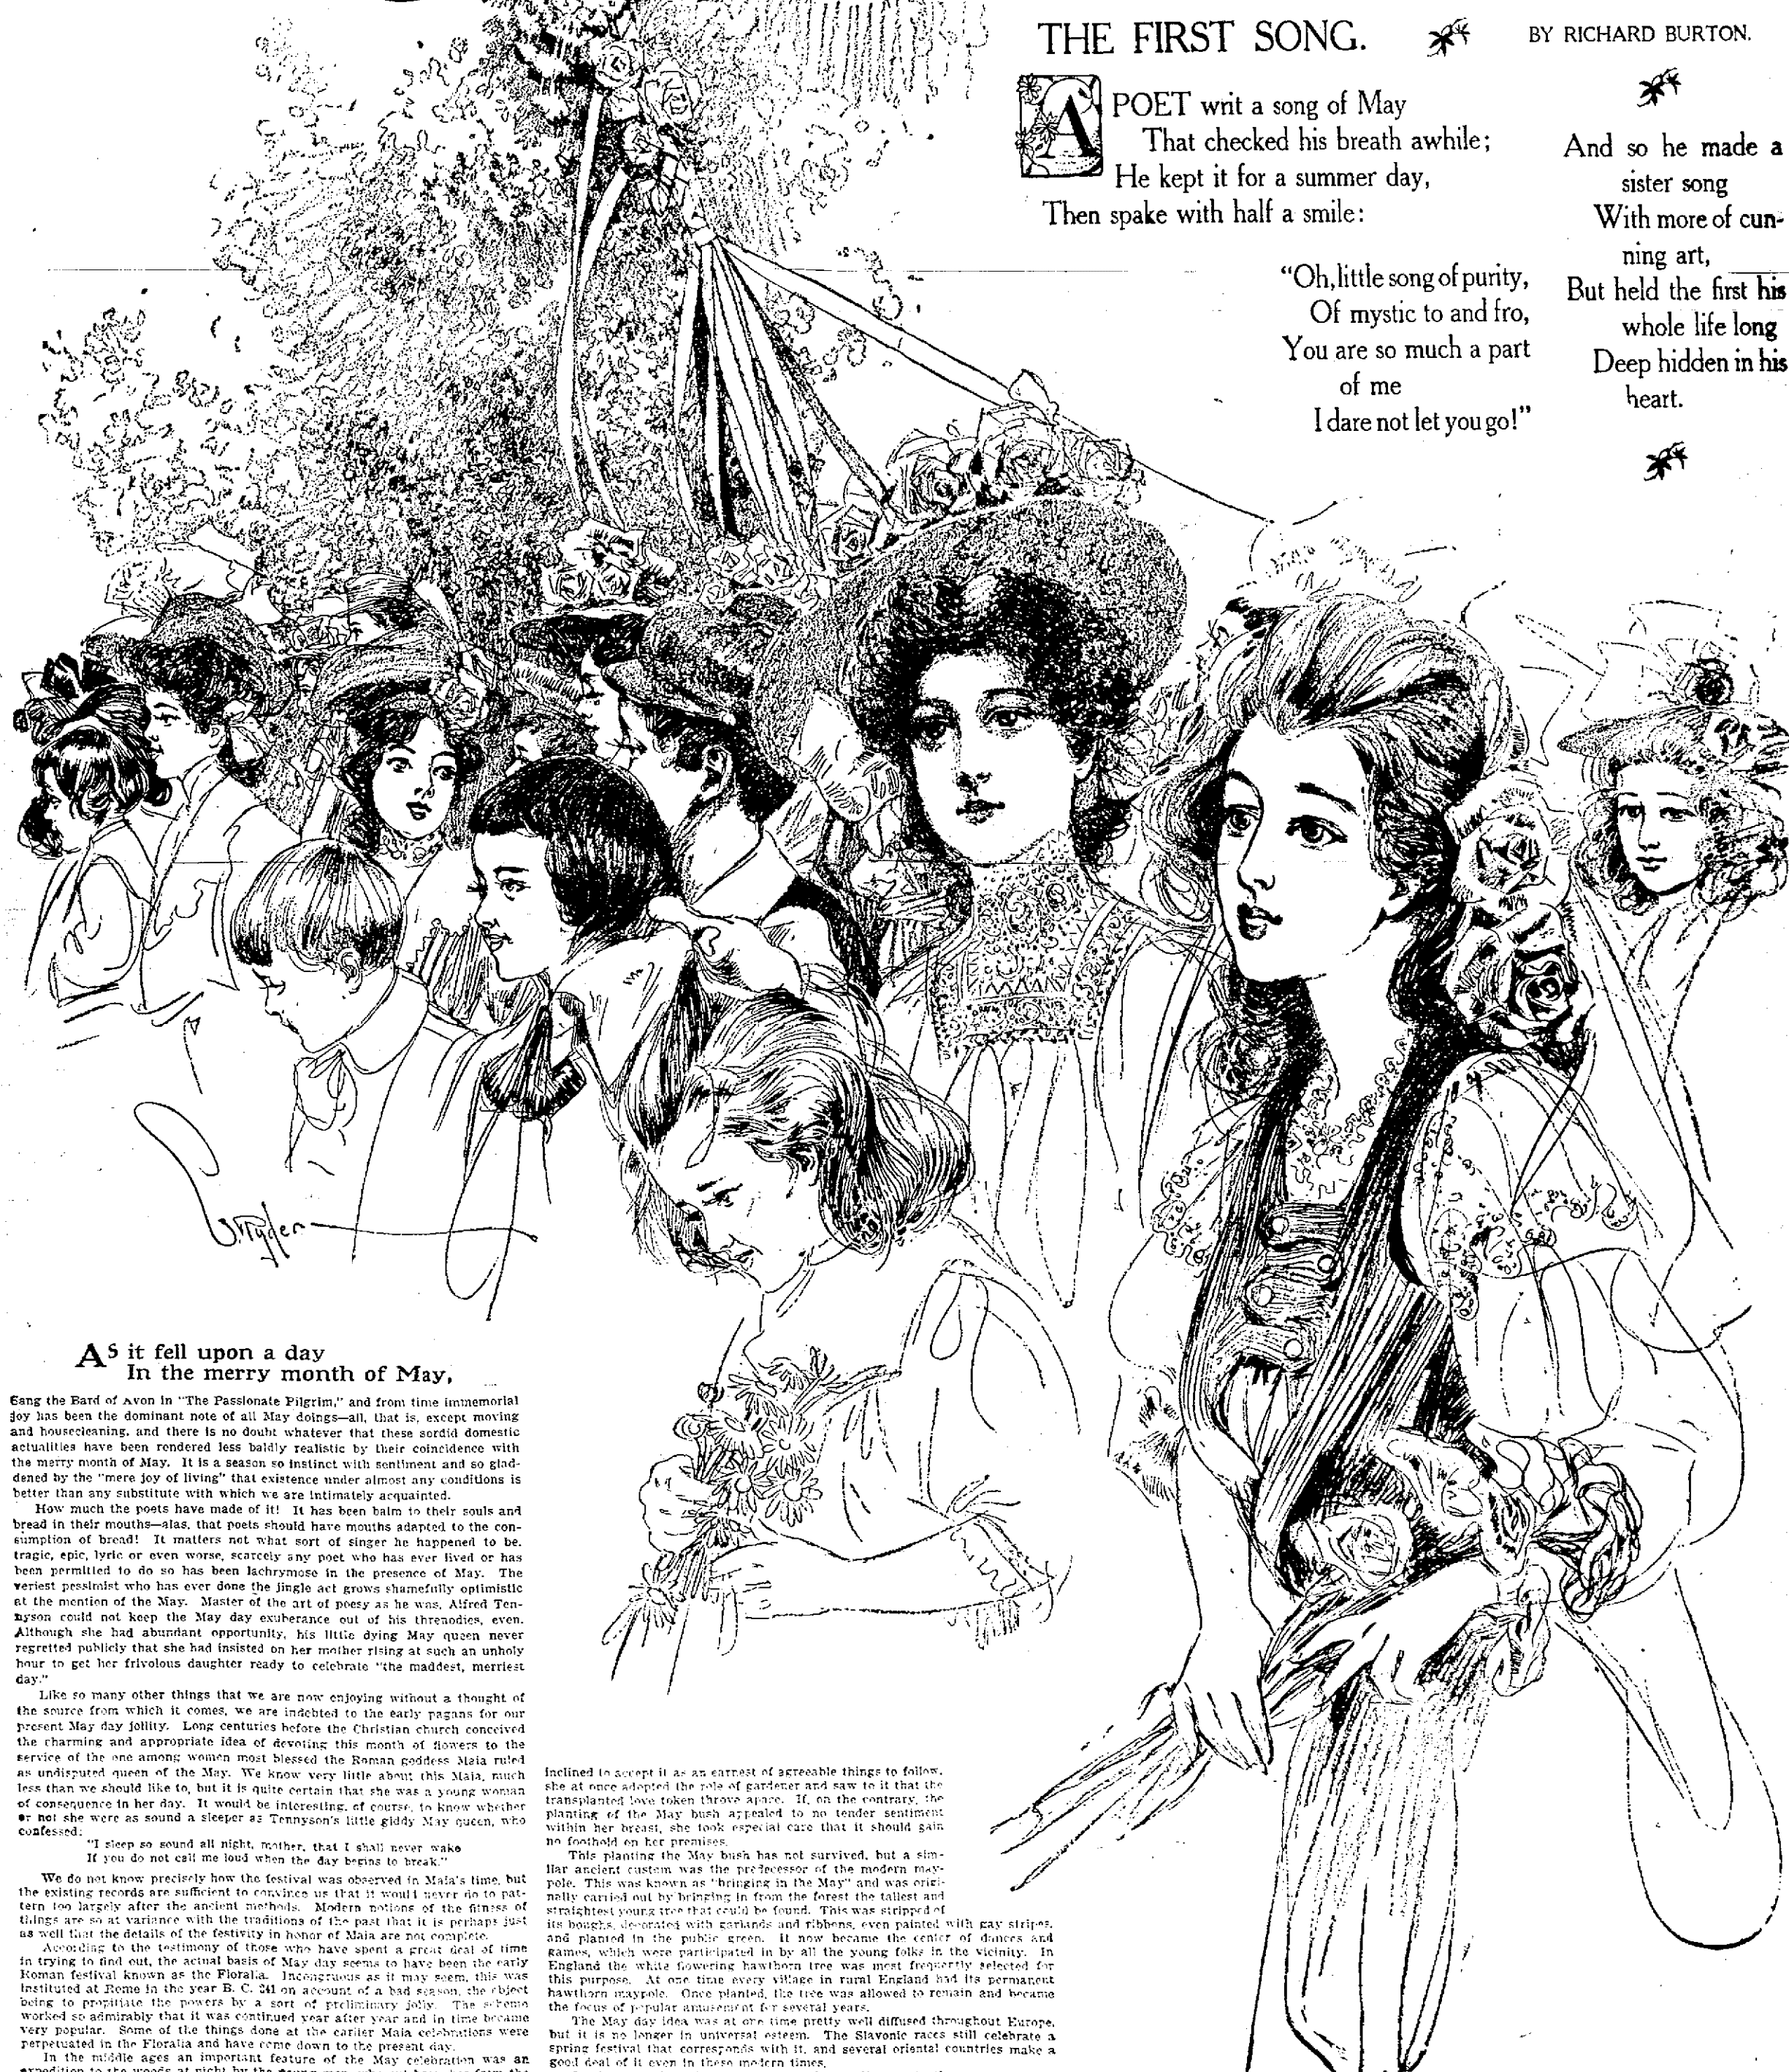 THE FIRST SONG.
BY RICHARD BURTON.
A POET writ a song of May
That checked his breath awhile;
He kept it for a summer day,
Then spake with half a smile:
"Oh, little song of purity,
Of mystic to and fro,
You are so much a part
of me
I dare not let you go!"
And so he made a
sister song
With more of cun-
ning art,
But held the first his
whole life long
Deep hidden in his
heart.
As it fell upon a day
In the merry month of May,
Sang the Bard of Avon in "The Passionate Pilgrim," and from time immemorial
joy has been the dominant note of all May doings—all, that is, except moving
and housecleaning, and there is no doubt whatever that these sordid domestic
actualities have been rendered less baldly realistic by their coincidence with
the merry month of May. It is a season so instinct with sentiment and so glad-
dened by the "mere joy of living" that existence under almost any conditions is
better than any substitute with which we are intimately acquainted.
How much the poets have made of it! It has been balm to their souls and
bread in their mouths—alas, that poets should have mouths adapted to the con-
sumption of bread! It matters not what sort of singer he happened to be,
tragic, epic, lyric or even worse, scarcely any poet who has ever lived or has
been permitted to do so has been lachrymose in the presence of May. The
veriest pessimist who has ever done the jingle act grows shamefully optimistic
at the mention of the May. Master of the art of poesy as he was, Alfred Ten-
nyson could not keep the May day exuberance out of his threnodies, even.
Although she had abundant opportunity, his little dying May queen never
regretted publicly that she had insisted on her mother rising at such an unholy
hour to get her frivolous daughter ready to celebrate "the maddest, merriest
day."
Like so many other things that we are now enjoying without a thought of
the source from which it comes, we are indebted to the early pagans for our
present May day jollity. Long centuries before the Christian church conceived
the charming and appropriate idea of devoting this month of flowers to the
service of the one among women most blessed the Roman goddess Maia ruled
as undisputed queen of the May. We know very little about this Maia, much
less than we should like to, but it is quite certain that she was a young woman
of consequence in her day. It would be interesting, of course, to know whether
or not she were as sound a sleeper as Tennyson's little giddy May queen, who
confessed:
"I sleep so sound all night, mother, that I shall never wake
If you do not call me loud when the day begins to break."
We do not know precisely how the festival was observed in Maia's time, but
the existing records are sufficient to convince us that it would never do to pat-
tern too largely after the ancient methods. Modern notions of the fitness of
things are so at variance with the traditions of the past that it is perhaps just
as well that the details of the festivity in honor of Maia are not complete.
According to the testimony of those who have spent a great deal of time
in trying to find out, the actual basis of May day seems to have been the early
Roman festival known as the Floralia. Incongruous as it may seem, this was
instituted at Rome in the year B. C. 241 on account of a bad season, the object
being to propitiate the powers by a sort of preliminary jolly. The scheme
worked so admirably that it was continued year after year and in time became
very popular. Some of the things done at the earlier Maia celebrations were
perpetuated in the Floralia and have come down to the present day.
In the middle ages an important feature of the May celebration was an
expedition to the woods at night by the
inclined to accept it as an earnest of agreeable things to follow,
she at once adopted the role of gardener and saw to it that the
transplanted love token throve apace. If, on the contrary, the
planting of the May bush appealed to no tender sentiment
within her breast, she took especial care that it should gain
no foothold on her premises.
This planting the May bush has not survived, but a sim-
ilar ancient custom was the predecessor of the modern may-
pole. This was known as "bringing in the May" and was origi-
nally carried out by bringing in from the forest the tallest and
straightest young tree that could be found. This was stripped of
its boughs, decorated with garlands and ribbons, even painted with gay stripes,
and planted in the public green. It now became the center of dances and
games, which were participated in by all the young folks in the vicinity. In
England the white flowering hawthorn tree was most frequently selected for
this purpose. At one time every village in rural England had its permanent
hawthorn maypole. Once planted, the tree was allowed to remain and became
the focus of popular amusement for several years.
The May day idea was at one time pretty well diffused throughout Europe,
but it is no longer in universal esteem. The Slavonic races still celebrate a
spring festival that corresponds with it, and several oriental countries make a
good deal of it even in these modern times.